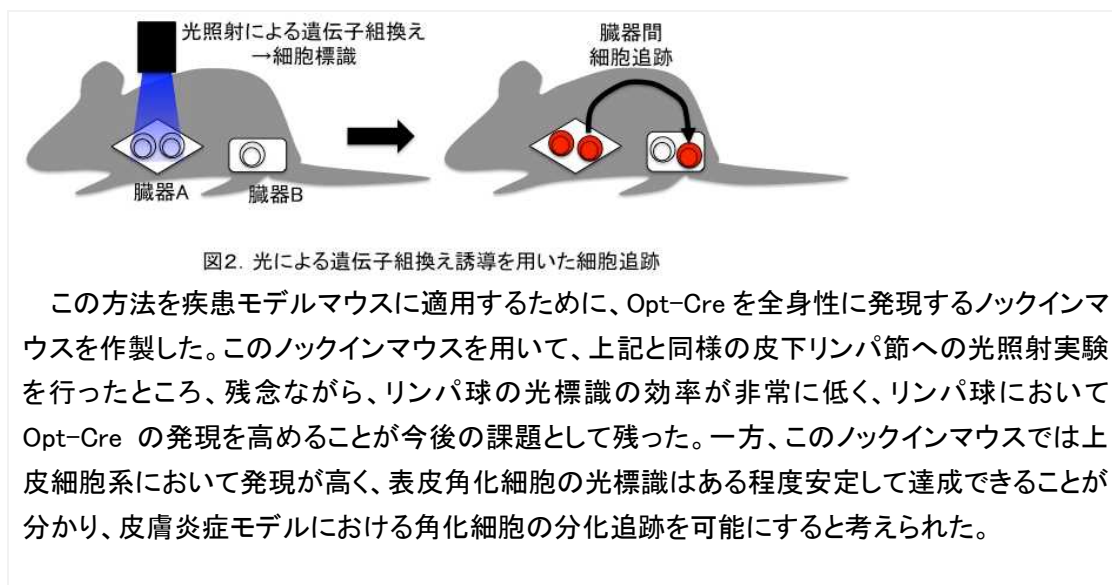 光照射による遺伝子組換え
→細胞標識
臓器間
細胞追跡
臓器A
臓器B
図2. 光による遺伝子組換え誘導を用いた細胞追跡
この方法を疾患モデルマウスに適用するために、Opt-Cre を全身性に発現するノックインマ
ウスを作製した。このノックインマウスを用いて、上記と同様の皮下リンパ節への光照射実験
を行ったところ、残念ながら、リンパ球の光標識の効率が非常に低く、リンパ球において
Opt-Cre の発現を高めることが今後の課題として残った。一方、このノックインマウスでは上
皮細胞系において発現が高く、表皮角化細胞の光標識はある程度安定して達成できることが
分かり、皮膚炎症モデルにおける角化細胞の分化追跡を可能にすると考えられた。